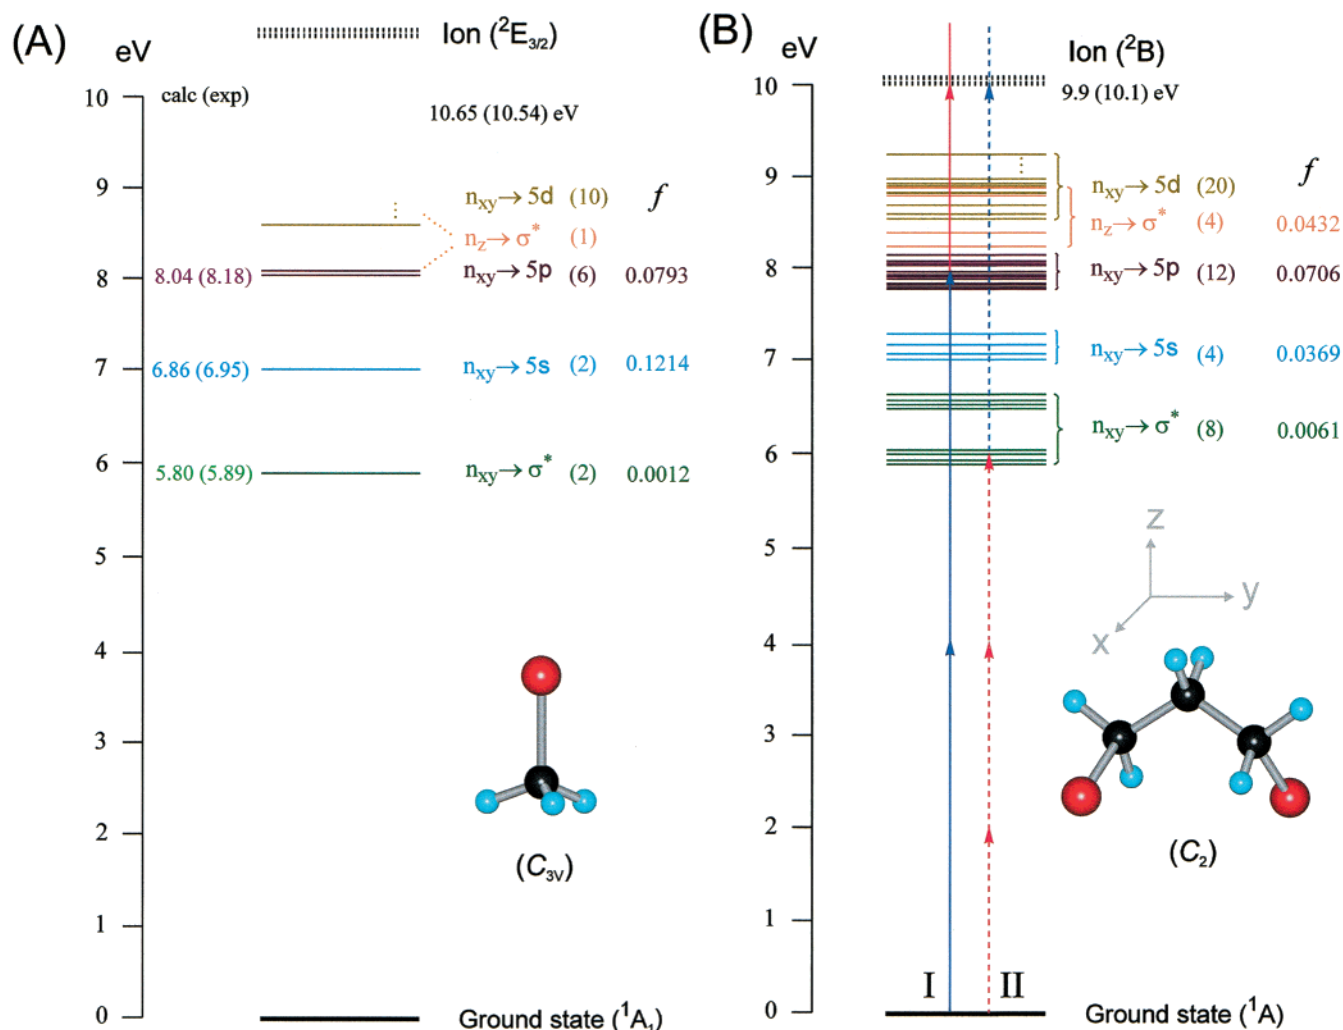 (A)
eV
Ion (²E₃/₂)
calc (exp)
10.65 (10.54) eV
10
9
8
7
6
5
4
3
2
1
0
f
nxy→5d (10)
nz→σ* (1)
8.04 (8.18)
nxy→5p (6) 0.0793
6.86 (6.95)
nxy→5s (2) 0.1214
5.80 (5.89)
nxy→σ* (2) 0.0012
(C3V)
Ground state (¹A₁)
(B)
eV
Ion (²B)
9.9 (10.1) eV
10
9
8
7
6
5
4
3
2
1
0
f
nxy→5d (20)
nz→σ* (4) 0.0432
nxy→5p (12) 0.0706
nxy→5s (4) 0.0369
nxy→σ* (8) 0.0061
z
y
x
(C₂)
I
II
Ground state (¹A)